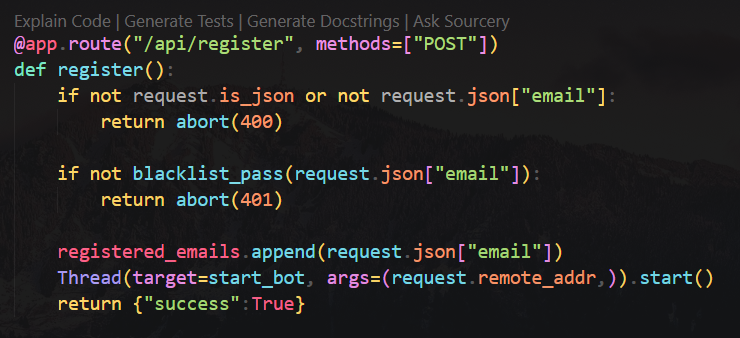 Explain Code | Generate Tests | Generate Docstrings | Ask Sourcery
@app.route("/api/register", methods=["POST"])
def register():
    if not request.is_json or not request.json["email"]:
        return abort(400)

    if not blacklist_pass(request.json["email"]):
        return abort(401)

    registered_emails.append(request.json["email"])
    Thread(target=start_bot, args=(request.remote_addr,)).start()
    return {"success":True}